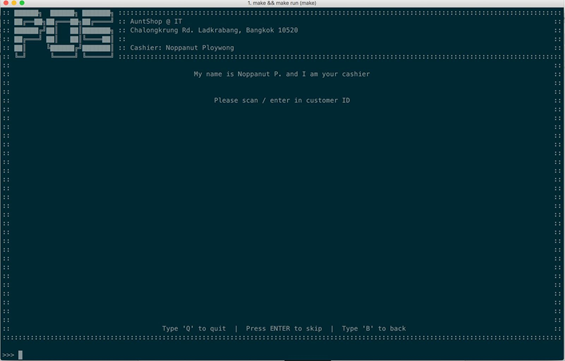 1. make && make run (make)
POS
:: AuntShop @ IT
:: Chalongkrung Rd. Ladkrabang, Bangkok 10520
::
:: Cashier: Noppanut Ploywong
My name is Noppanut P. and I am your cashier
Please scan / enter in customer ID
Type 'Q' to quit | Press ENTER to skip | Type 'B' to back
>>>